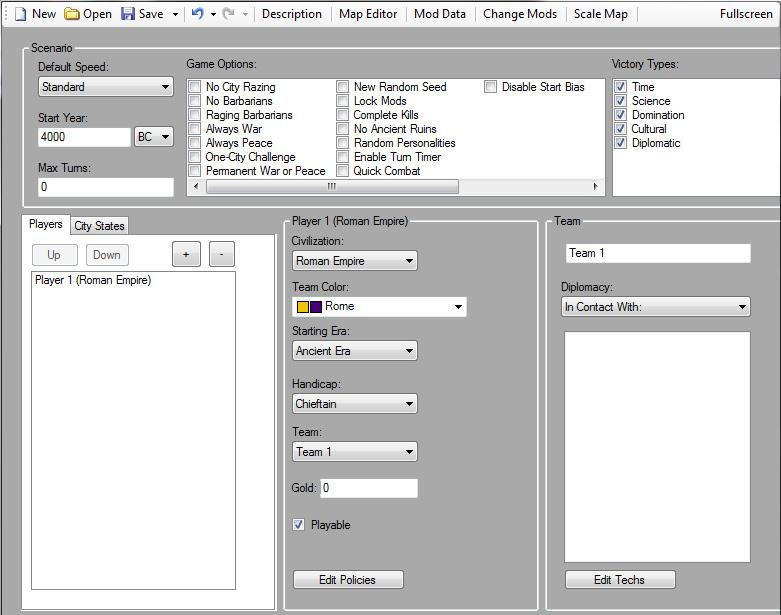 New Open Save Description Map Editor Mod Data Change Mods Scale Map Fullscreen
Scenario
Default Speed:
Standard
Start Year:
4000 BC
Max Turns:
0
Game Options:
No City Razing
No Barbarians
Raging Barbarians
Always War
Always Peace
One-City Challenge
Permanent War or Peace
New Random Seed
Lock Mods
Complete Kills
No Ancient Ruins
Random Personalities
Enable Turn Timer
Quick Combat
Disable Start Bias
Victory Types:
Time
Science
Domination
Cultural
Diplomatic
Players City States
Up Down + -
Player 1 (Roman Empire)
Player 1 (Roman Empire)
Civilization:
Roman Empire
Team Color:
Rome
Starting Era:
Ancient Era
Handicap:
Chieftain
Team:
Team 1
Gold: 0
Playable
Edit Policies
Team
Team 1
Diplomacy:
In Contact With:
Edit Techs